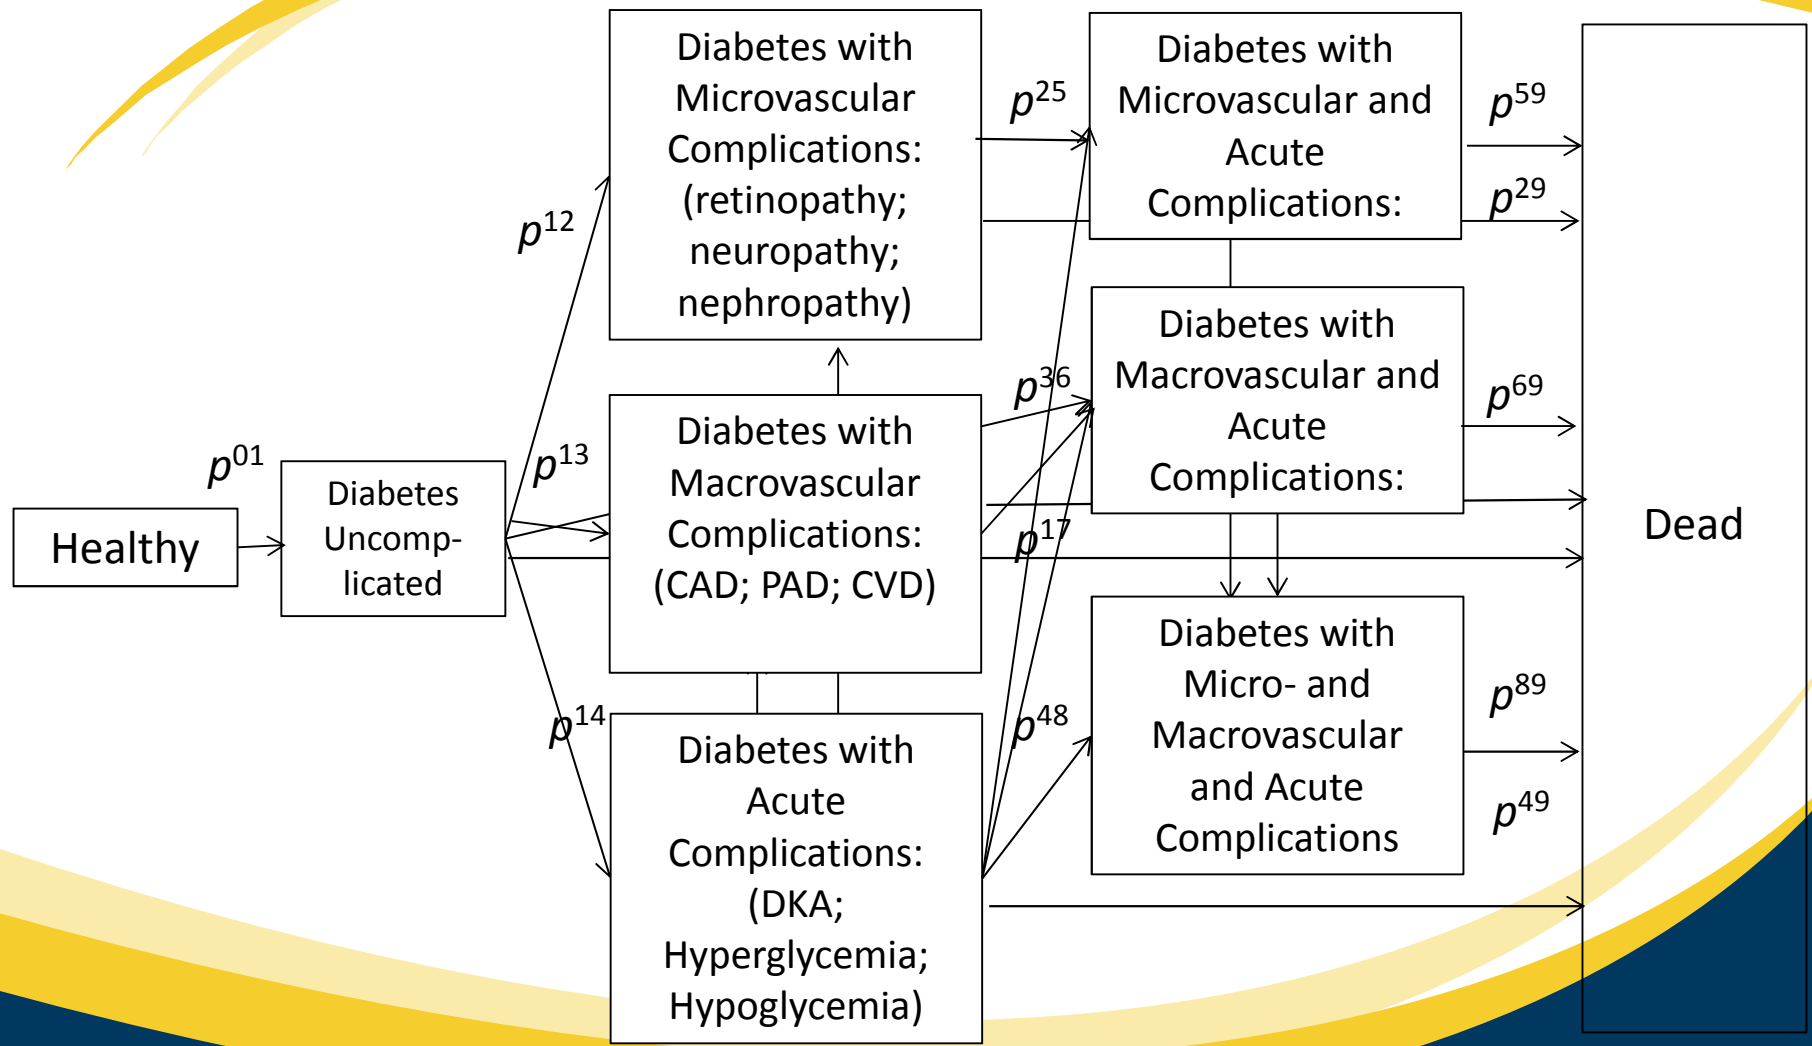 Healthy
p01
Diabetes
Uncomp-
licated
p12
p13
p14
Diabetes with
Microvascular
Complications:
(retinopathy;
neuropathy;
nephropathy)
Diabetes with
Macrovascular
Complications:
(CAD; PAD; CVD)
Diabetes with
Acute
Complications:
(DKA;
Hyperglycemia;
Hypoglycemia)
p25
p36
p17
p48
Diabetes with
Microvascular and
Acute
Complications:
Diabetes with
Macrovascular and
Acute
Complications:
Diabetes with
Micro- and
Macrovascular
and Acute
Complications
p59
p29
p69
p89
p49
Dead